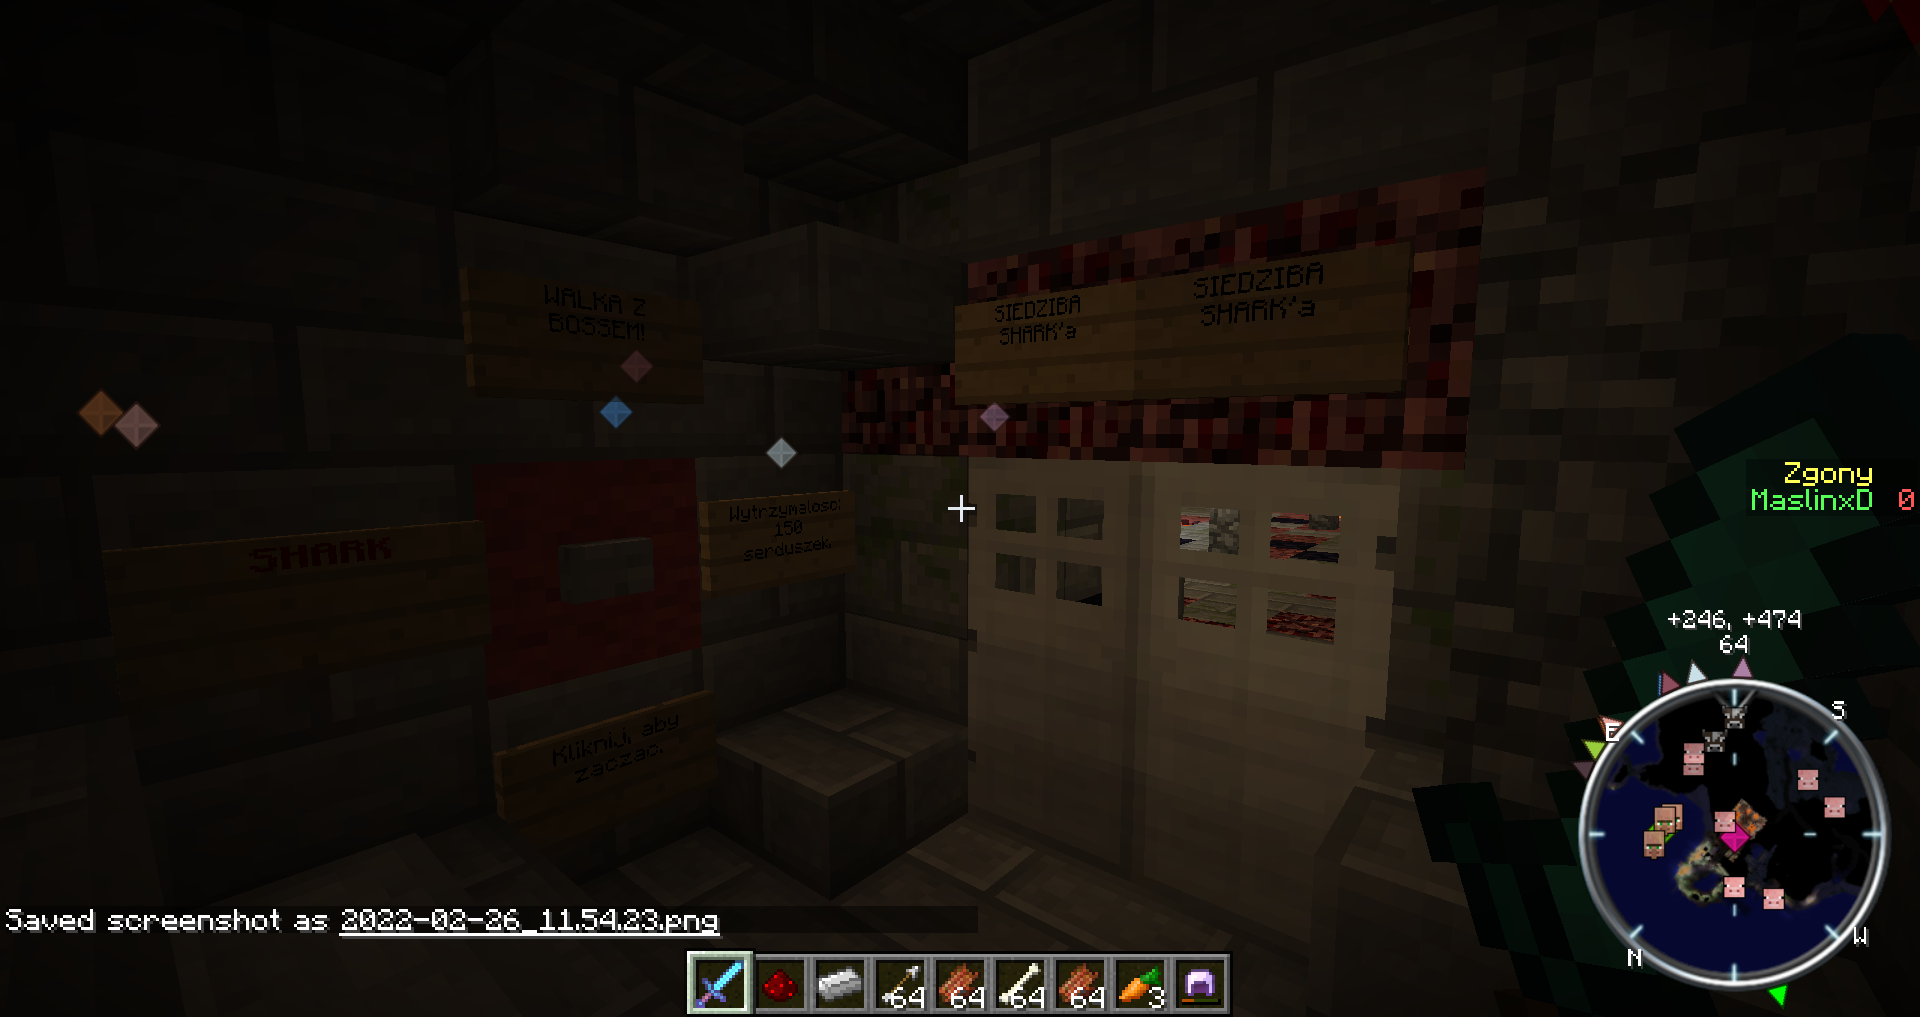 WALKA Z
BOSSEM!
SIEDZIBA
SHARK'a
SIEDZIBA
SHARK'a
SHARK
Wytrzymalosc:
150
serduszek.
Kliknij, aby
zaczac.
Zgony
MaslinxD 0
+246, +474
64
S
E
W
N
Saved screenshot as 2022-02-26_11.54.23.png
64
64
64
64
3